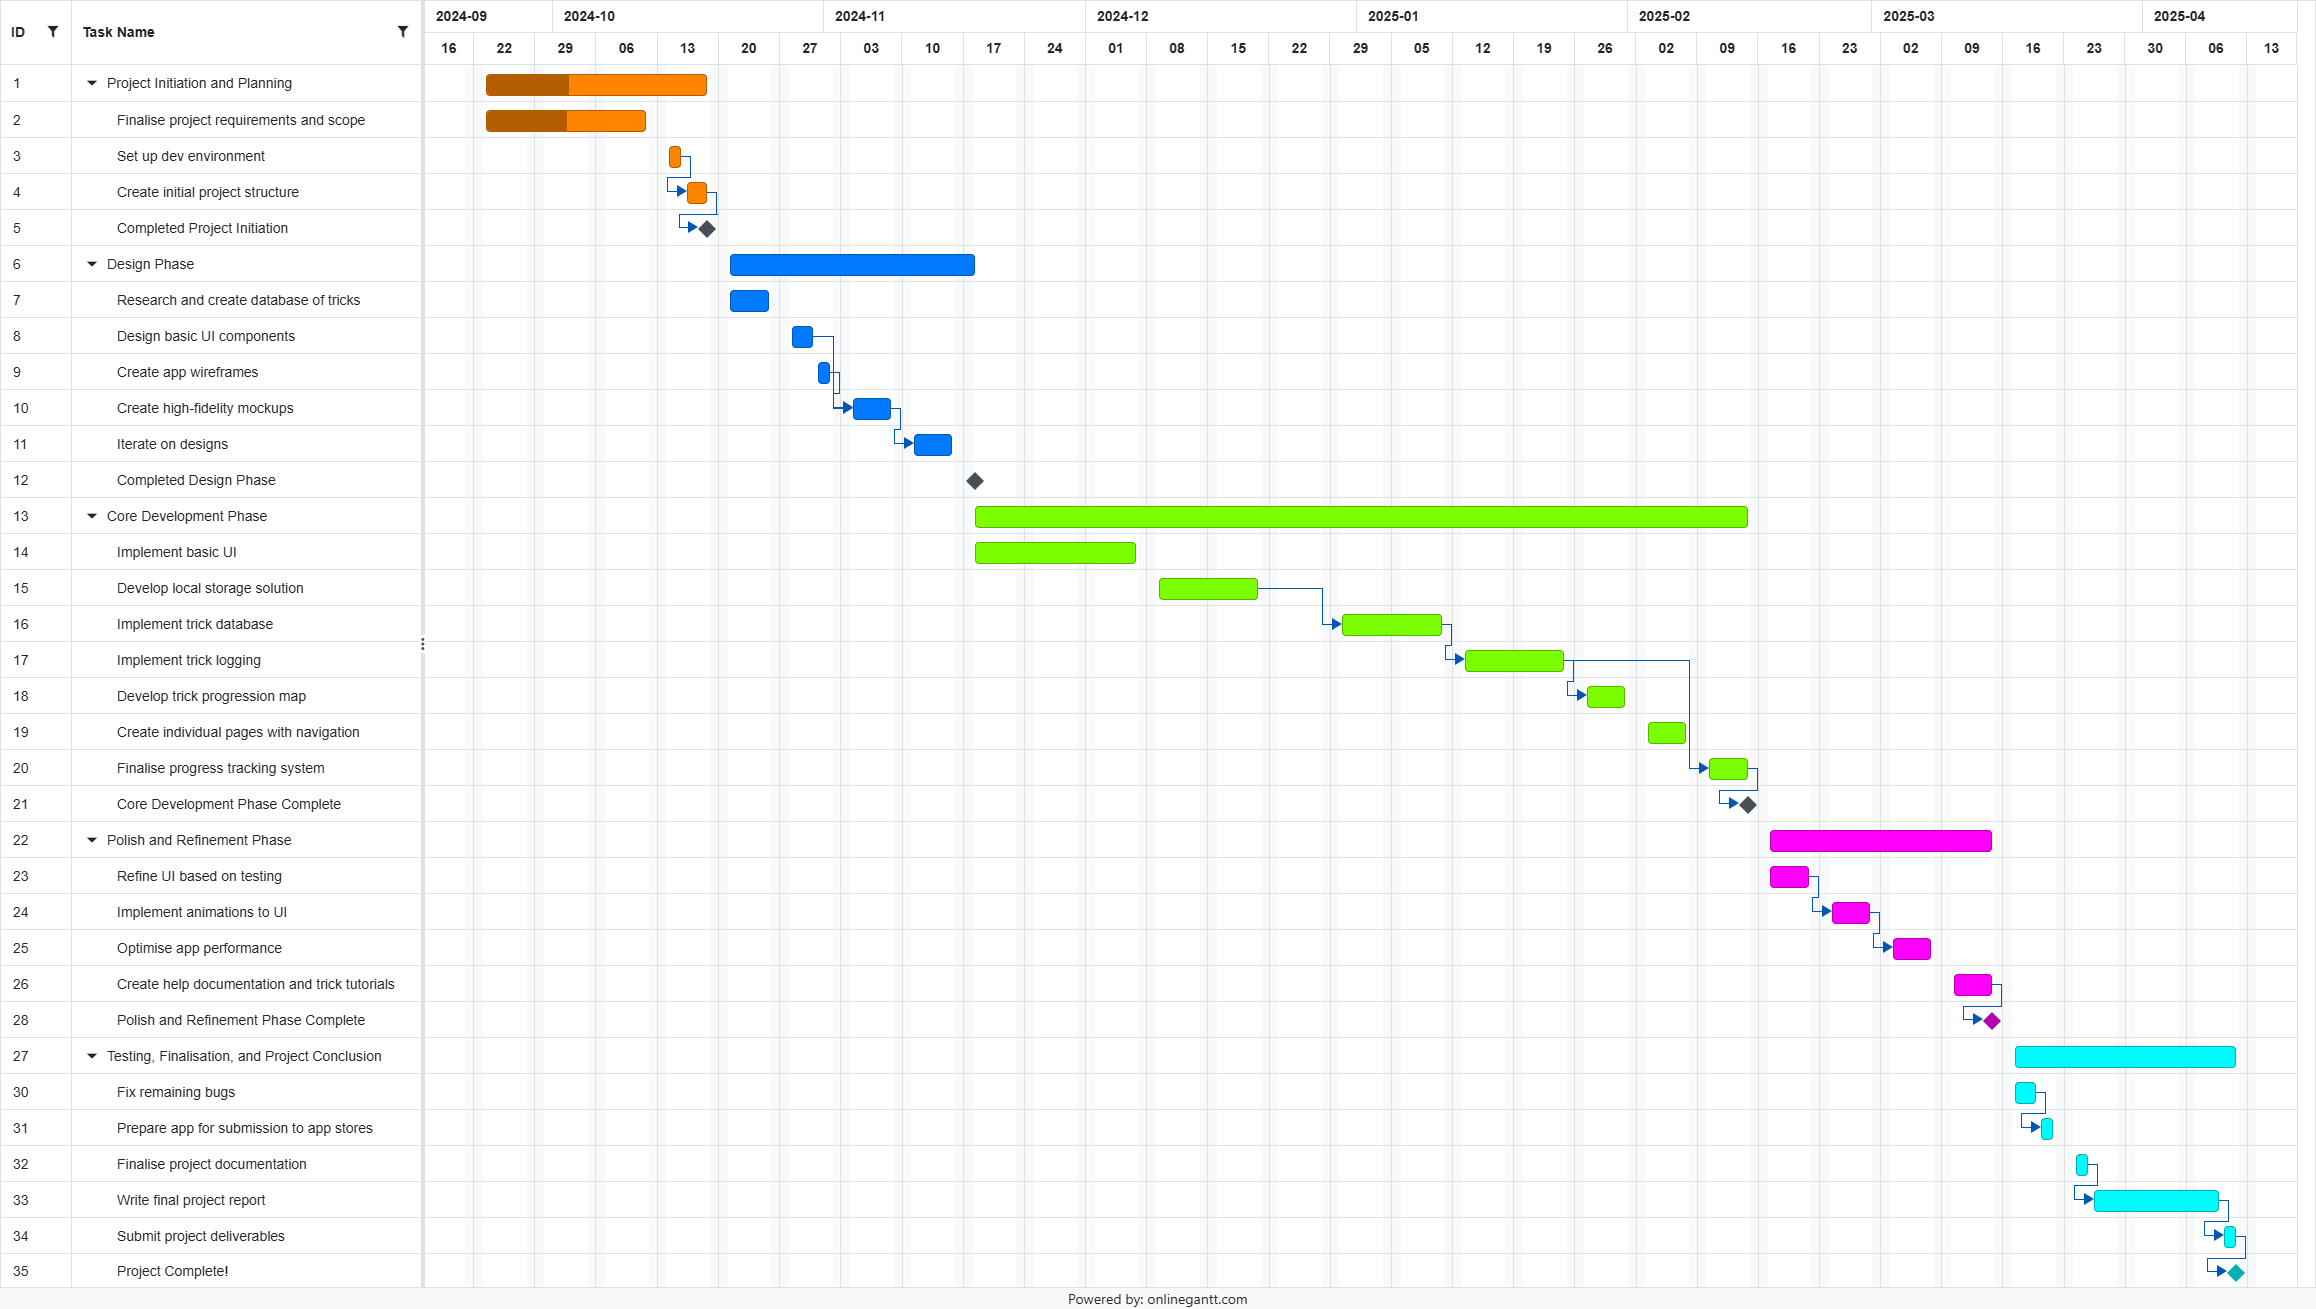 ID Task Name
2024-09 2024-10 2024-11 2024-12 2025-01 2025-02 2025-03 2025-04
16 22 29 06 13 20 27 03 10 17 24 01 08 15 22 29 05 12 19 26 02 09 16 23 02 09 16 23 30 06 13
1 Project Initiation and Planning
2 Finalise project requirements and scope
3 Set up dev environment
4 Create initial project structure
5 Completed Project Initiation
6 Design Phase
7 Research and create database of tricks
8 Design basic UI components
9 Create app wireframes
10 Create high-fidelity mockups
11 Iterate on designs
12 Completed Design Phase
13 Core Development Phase
14 Implement basic UI
15 Develop local storage solution
16 Implement trick database
17 Implement trick logging
18 Develop trick progression map
19 Create individual pages with navigation
20 Finalise progress tracking system
21 Core Development Phase Complete
22 Polish and Refinement Phase
23 Refine UI based on testing
24 Implement animations to UI
25 Optimise app performance
26 Create help documentation and trick tutorials
28 Polish and Refinement Phase Complete
27 Testing, Finalisation, and Project Conclusion
30 Fix remaining bugs
31 Prepare app for submission to app stores
32 Finalise project documentation
33 Write final project report
34 Submit project deliverables
35 Project Complete!
Powered by: onlinegantt.com